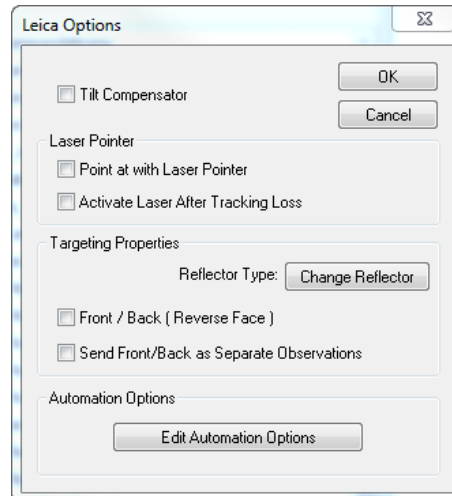 Leica Options
Tilt Compensator
OK
Cancel
Laser Pointer
Point at with Laser Pointer
Activate Laser After Tracking Loss
Targeting Properties
Reflector Type: Change Reflector
Front / Back ( Reverse Face )
Send Front/Back as Separate Observations
Automation Options
Edit Automation Options